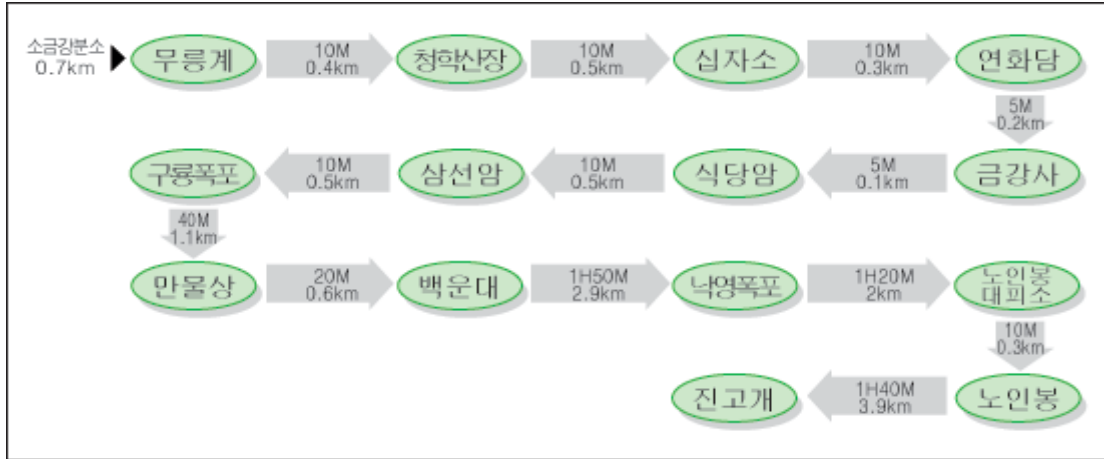 소금강분소
0.7km
무릉계
10M
0.4km
청학산장
10M
0.5km
십자소
10M
0.3km
연화담
5M
0.2km
금강사
5M
0.1km
식당암
10M
0.5km
삼선암
10M
0.5km
구룡폭포
40M
1.1km
만물상
20M
0.6km
백운대
1H50M
2.9km
낙영폭포
1H20M
2km
노인봉
대피소
10M
0.3km
노인봉
1H40M
3.9km
진고개